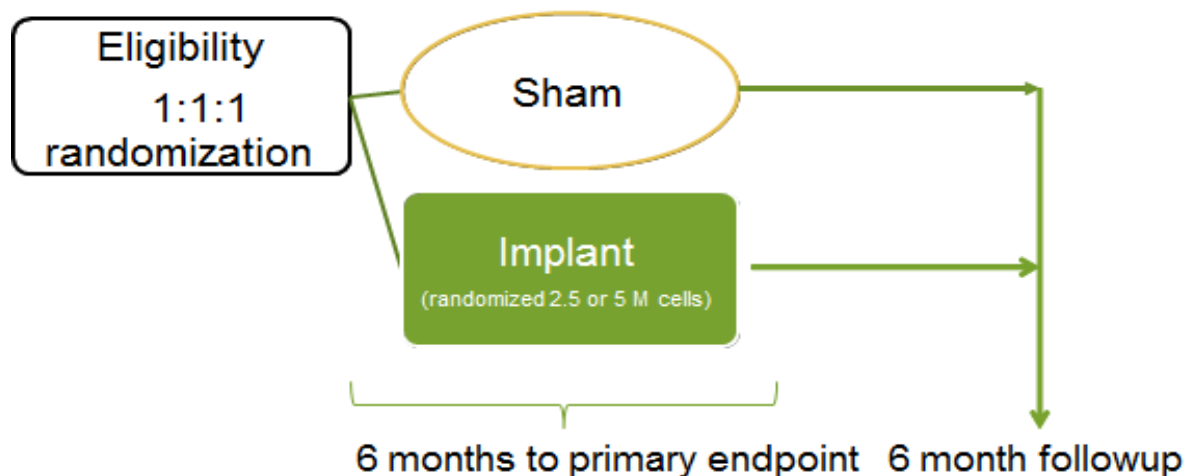 Eligibility
1:1:1
randomization
Sham
Implant
(randomized 2.5 or 5 M cells)
6 months to primary endpoint
6 month followup